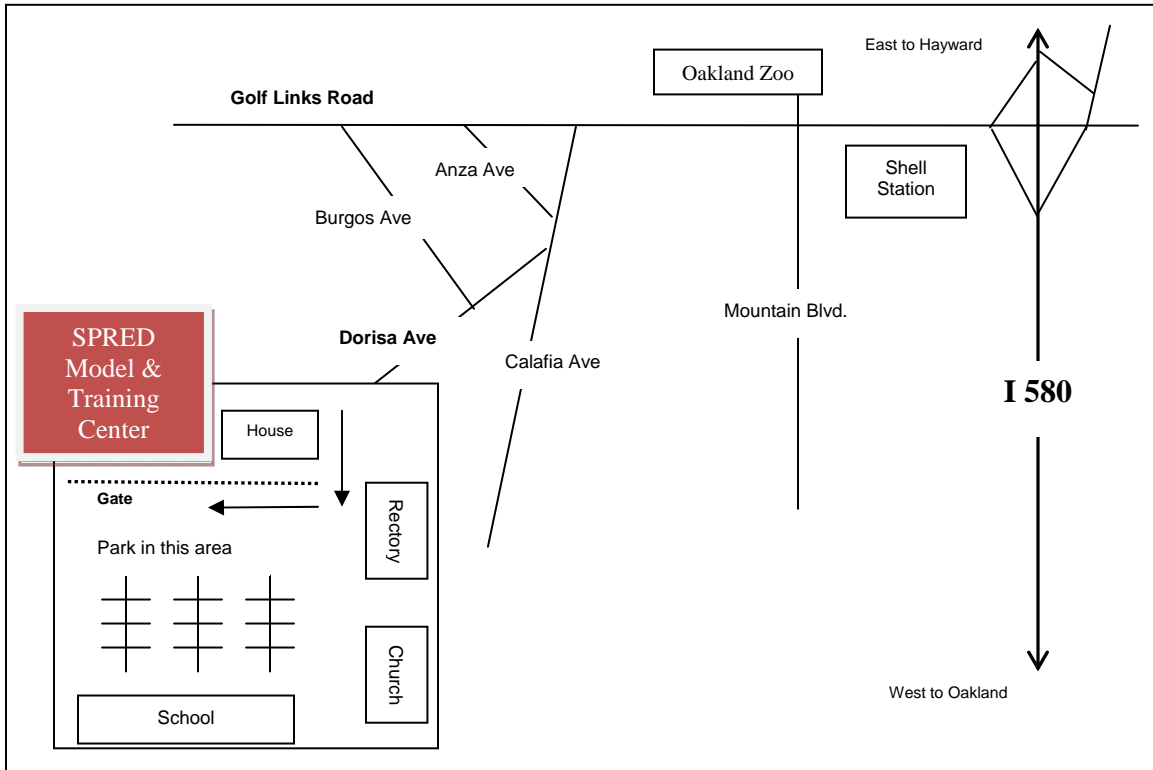 East to Hayward
Oakland Zoo
Golf Links Road
Anza Ave
Shell
Station
Burgos Ave
Mountain Blvd.
SPRED
Model &
Training
Center
Dorisa Ave
Calafia Ave
I 580
House
Gate
Rectory
Park in this area
Church
School
West to Oakland